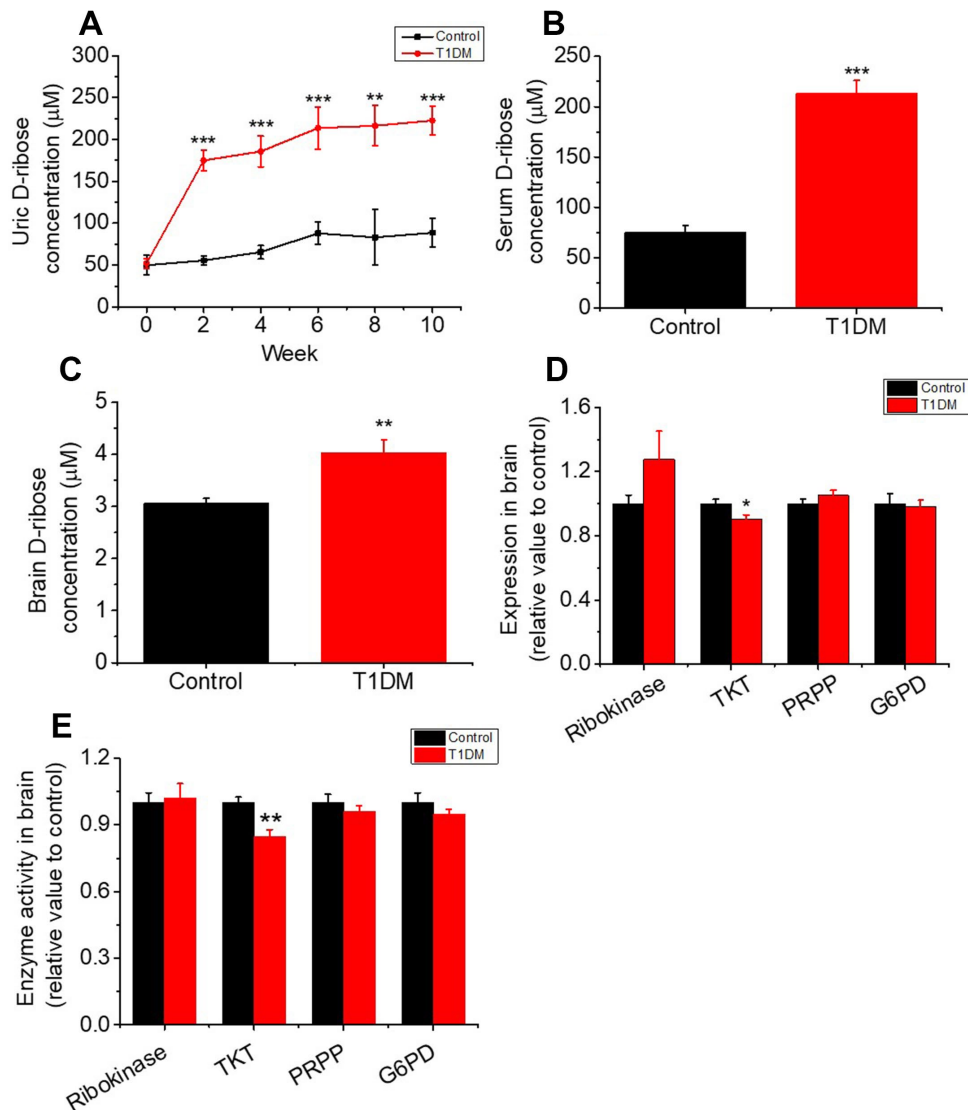 A
Control
T1DM
300
250
200
150
100
50
0
*** *** *** ** ***
0 2 4 6 8 10
Week
Uric D-ribose
comcentration (μM)
B
250
200
150
100
50
0
***
Control T1DM
Serum D-ribose
concentration (μM)
C
5
4
3
2
1
0
**
Control T1DM
Brain D-ribose
concentration (μM)
D
Control
T1DM
1.6
1.2
0.8
0.4
0.0
*
Ribokinase TKT PRPP G6PD
Expression in brain
(relative value to control)
E
Control
T1DM
1.2
0.9
0.6
0.3
0.0
**
Ribokinase TKT PRPP G6PD
Enzyme activity in brain
(relative value to control)